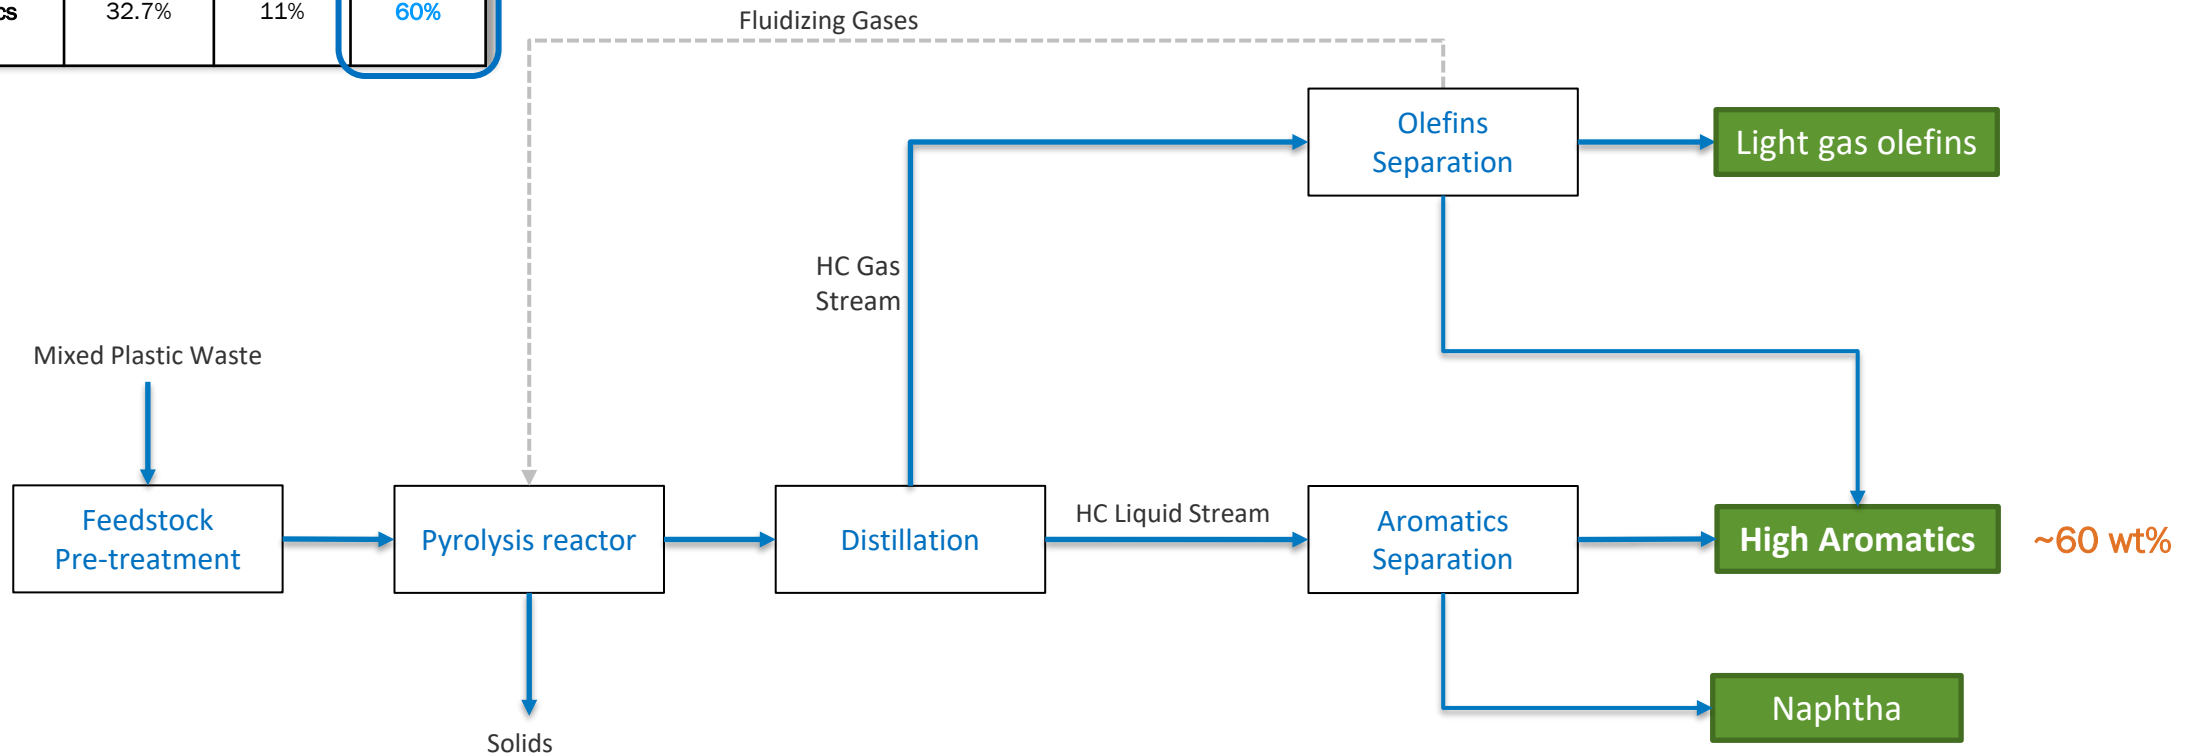 32.7% 11% 60%
Fluidizing Gases
Olefins
Separation
Light gas olefins
HC Gas
Stream
Mixed Plastic Waste
Feedstock
Pre-treatment
Pyrolysis reactor
Distillation
HC Liquid Stream
Aromatics
Separation
High Aromatics
~60 wt%
Naphtha
Solids